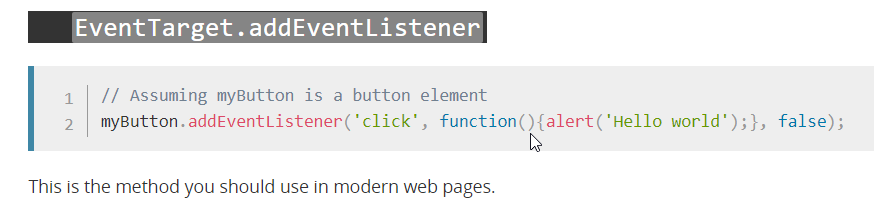 EventTarget.addEventListener
1 // Assuming myButton is a button element
2 myButton.addEventListener('click', function(){alert('Hello world');}, false);
This is the method you should use in modern web pages.